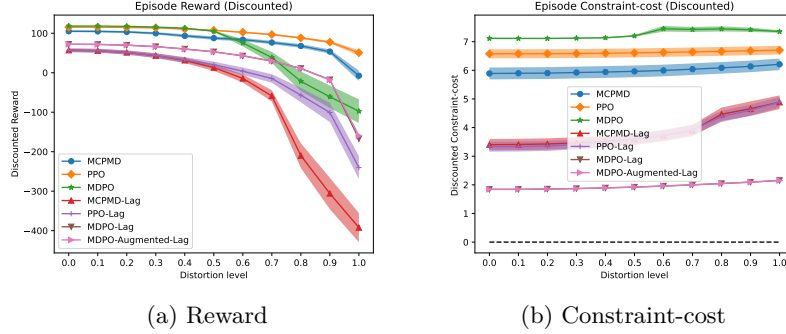 Episode Reward (Discounted)
Discounted Reward
100
0
−100
−200
−300
−400
MCPMD
PPO
MDPO
MCPMD-Lag
PPO-Lag
MDPO-Lag
MDPO-Augmented-Lag
0.0 0.1 0.2 0.3 0.4 0.5 0.6 0.7 0.8 0.9 1.0
Distortion level
(a) Reward
Episode Constraint-cost (Discounted)
Discounted Constraint-cost
7
6
5
4
3
2
1
0
MCPMD
PPO
MDPO
MCPMD-Lag
PPO-Lag
MDPO-Lag
MDPO-Augmented-Lag
0.0 0.1 0.2 0.3 0.4 0.5 0.6 0.7 0.8 0.9 1.0
Distortion level
(b) Constraint-cost